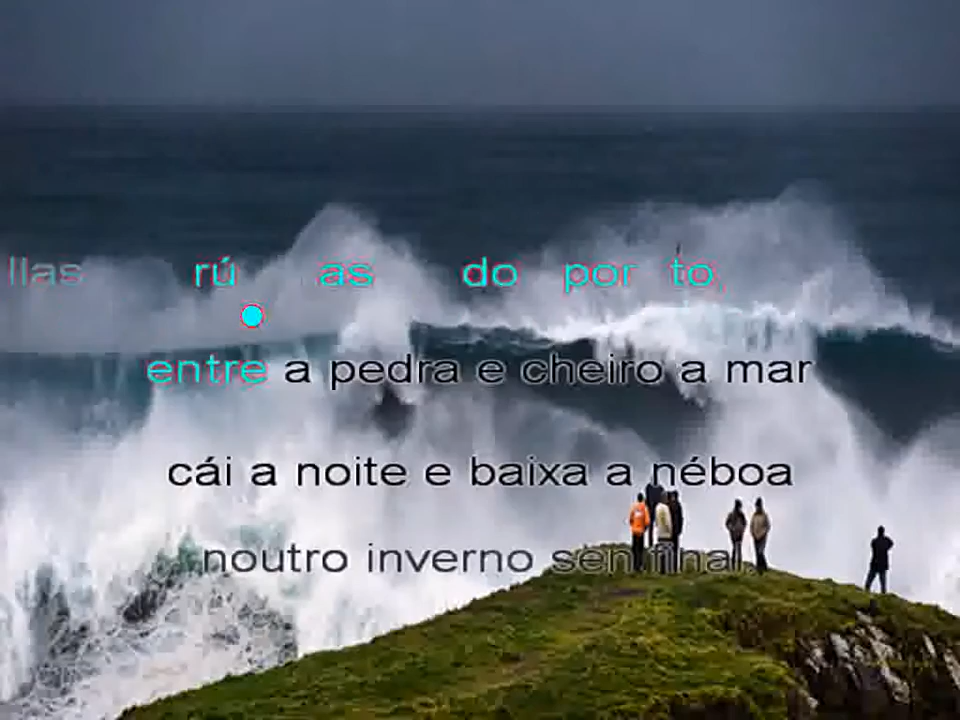 llas rú as do por to,
entre a pedra e cheiro a mar
cái a noite e baixa a néboa
noutro inverno sen final.